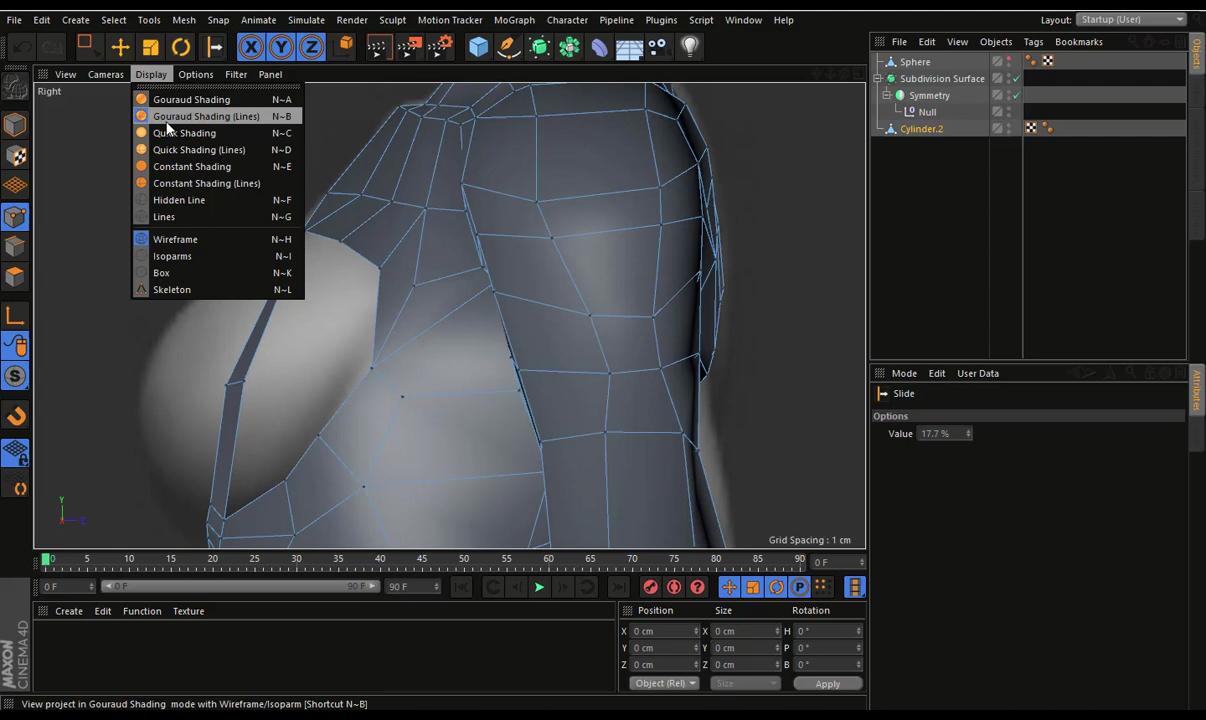 File Edit Create Select Tools Mesh Snap Animate Simulate Render Sculpt Motion Tracker MoGraph Character Pipeline Plugins Script Window Help Layout: Startup (User)
X Y Z
File Edit View Objects Tags Bookmarks
View Cameras Display Options Filter Panel
Right
Gouraud Shading N~A
Gouraud Shading (Lines) N~B
Quick Shading N~C
Quick Shading (Lines) N~D
Constant Shading N~E
Constant Shading (Lines)
Hidden Line N~F
Lines N~G
Wireframe N~H
Isoparms N~I
Box N~K
Skeleton N~L
Sphere
Subdivision Surface
Symmetry
Null
Cylinder.2
Objects
Mode Edit User Data
Slide
Options
Value 17.7 %
Attributes
Y
X Z
Grid Spacing : 1 cm
0 5 10 15 20 25 30 35 40 45 50 55 60 65 70 75 80 85 90 0 F
0 F 0 F 90 F 90 F
Create Edit Function Texture
Position Size Rotation
X 0 cm X 0 cm H 0 °
Y 0 cm Y 0 cm P 0 °
Z 0 cm Z 0 cm B 0 °
Object (Rel) Size Apply
MAXON
CINEMA 4D
View project in Gouraud Shading mode with Wireframe/Isoparm [Shortcut N~B]